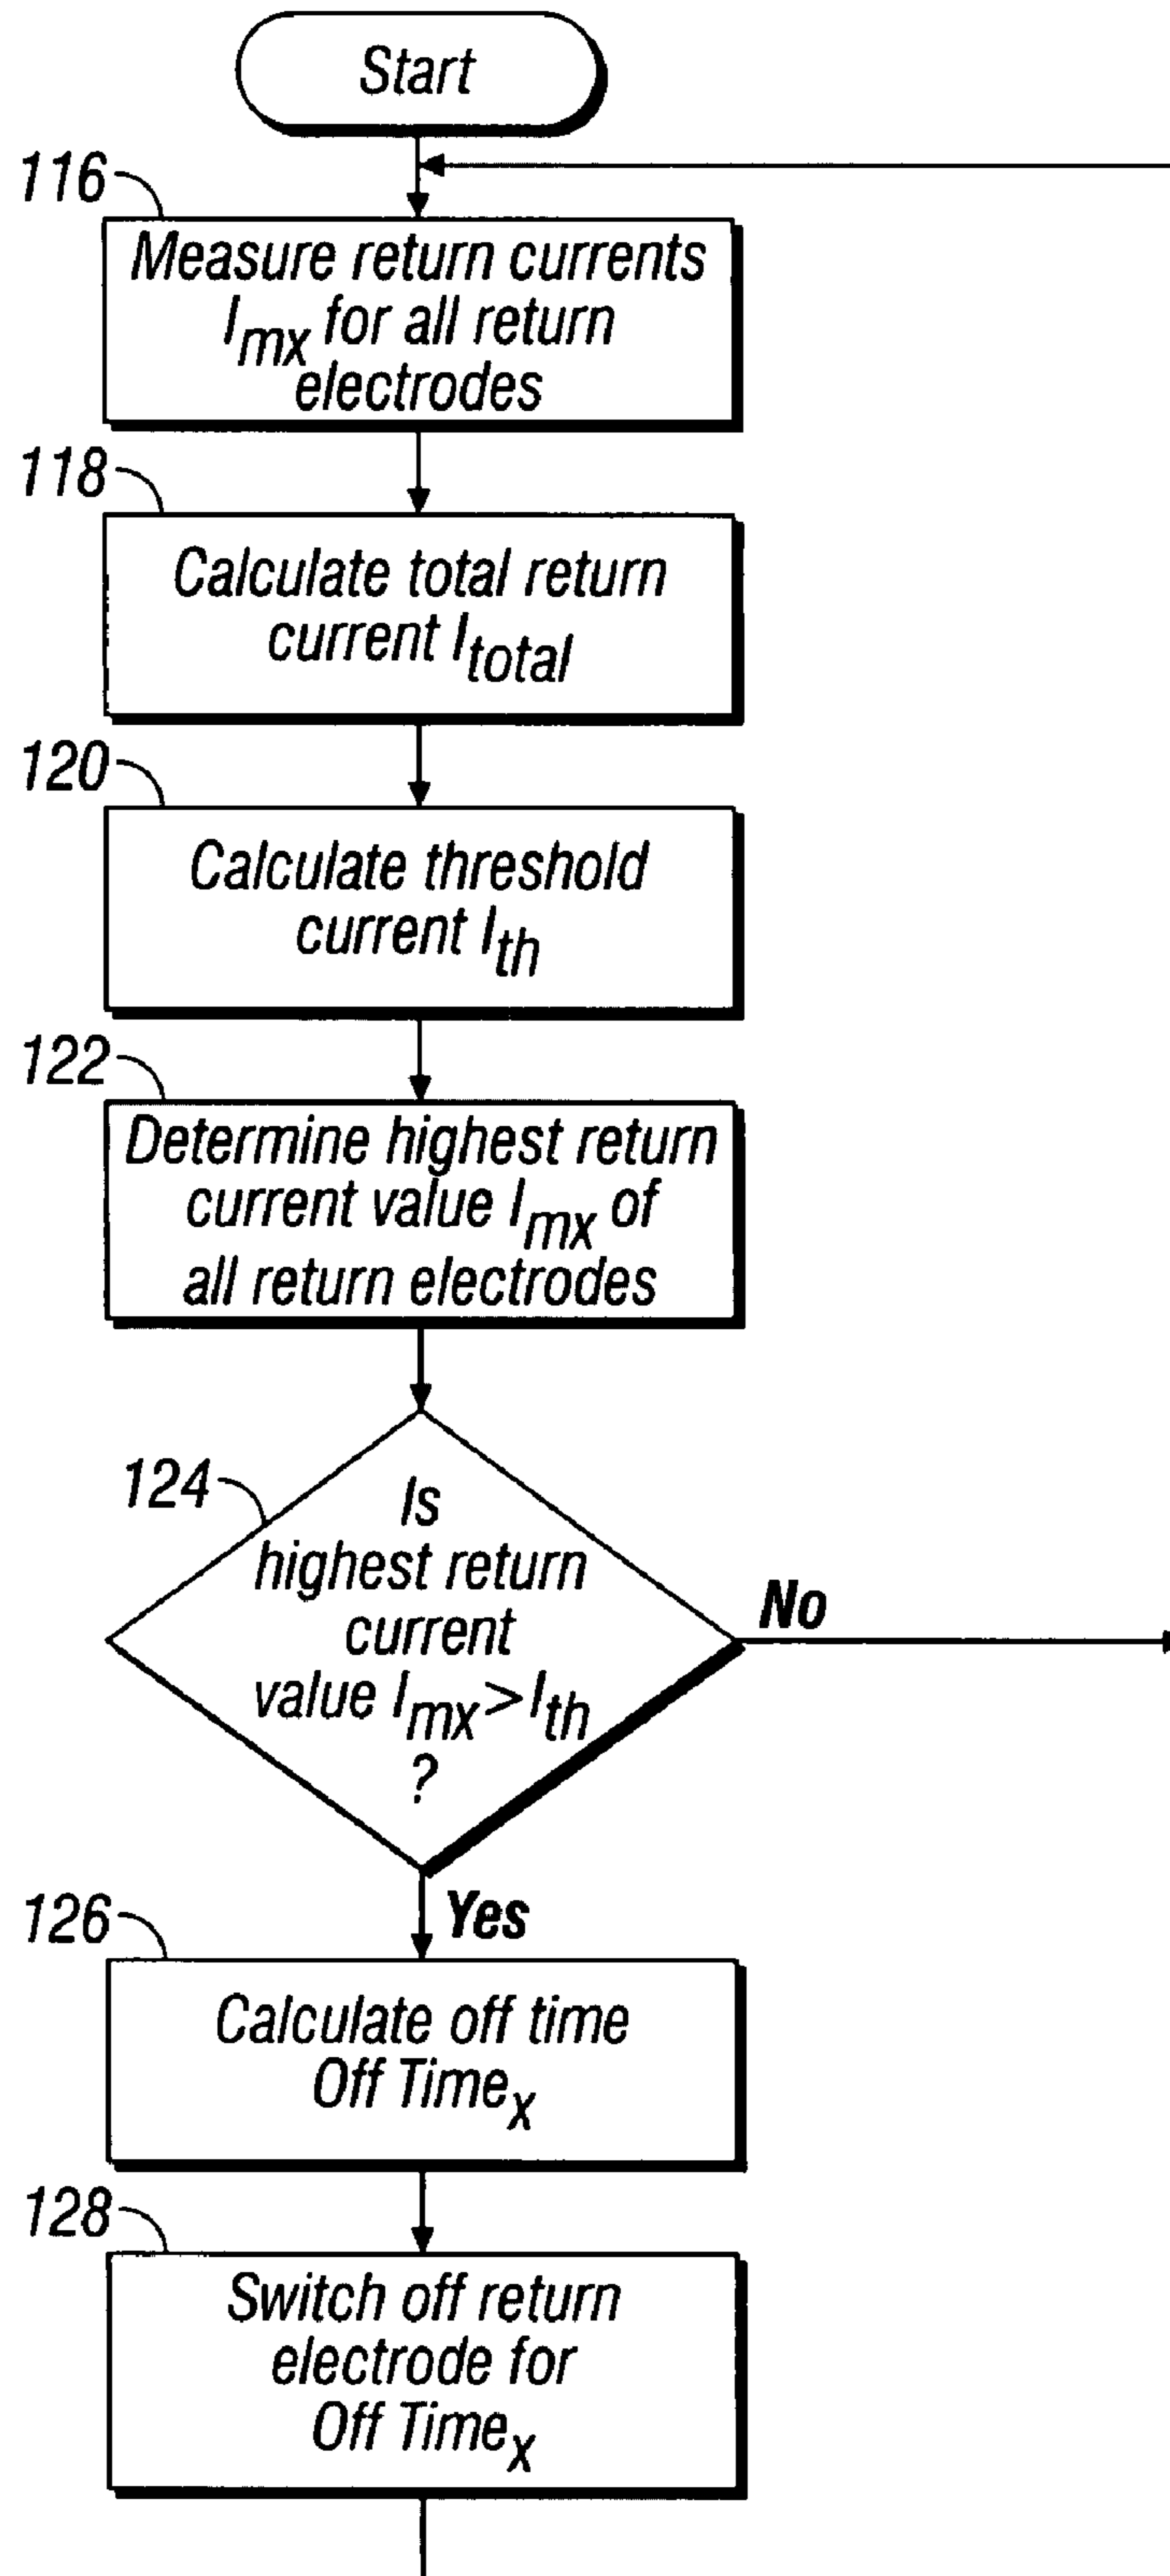 Start
116
Measure return currents
Imx for all return
electrodes
118
Calculate total return
current Itotal
120
Calculate threshold
current Ith
122
Determine highest return
current value Imx of
all return electrodes
124
Is
highest return
current
value Imx>Ith
?
No
Yes
126
Calculate off time
Off Timex
128
Switch off return
electrode for
Off Timex